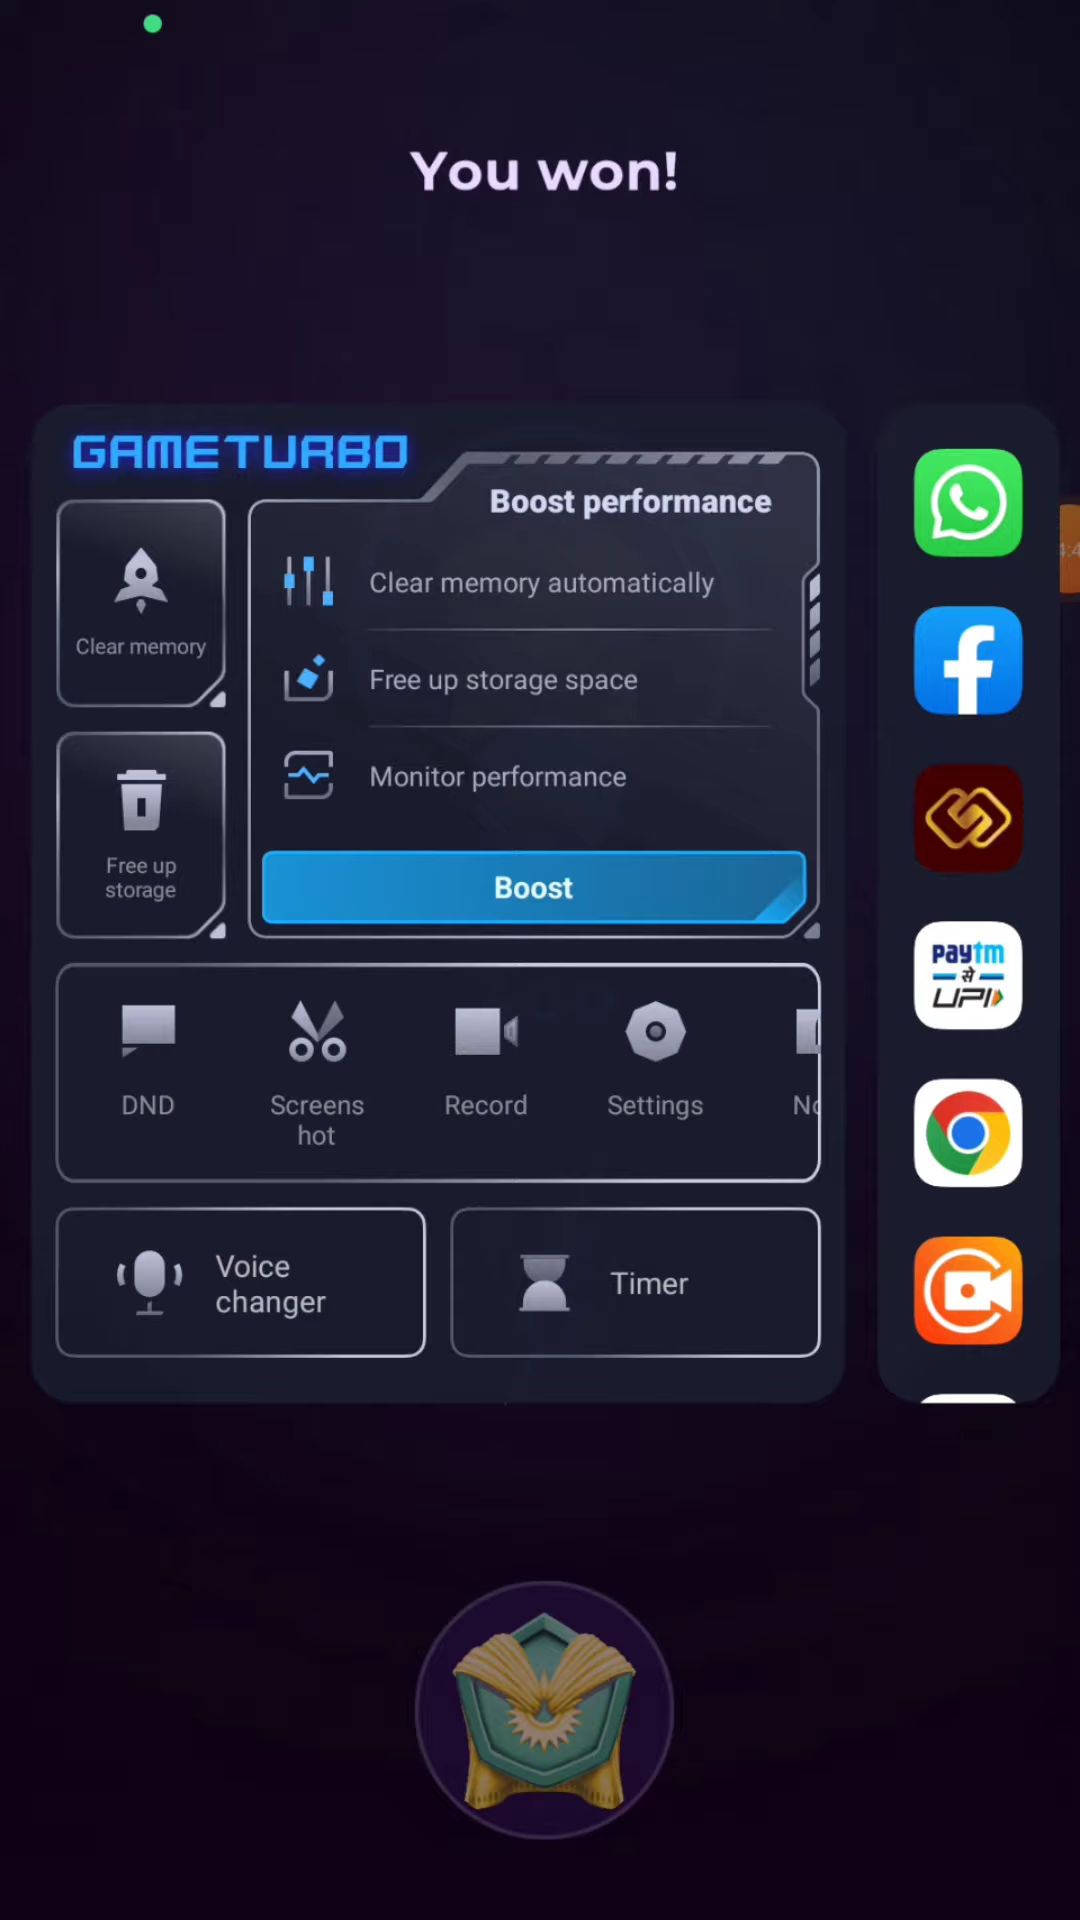 You won!
GAMETURBO
Boost performance
Clear memory automatically
Free up storage space
Monitor performance
Boost
Clear memory
Free up
storage
DND
Screens
hot
Record
Settings
Voice
changer
Timer
paytm
से
UPI